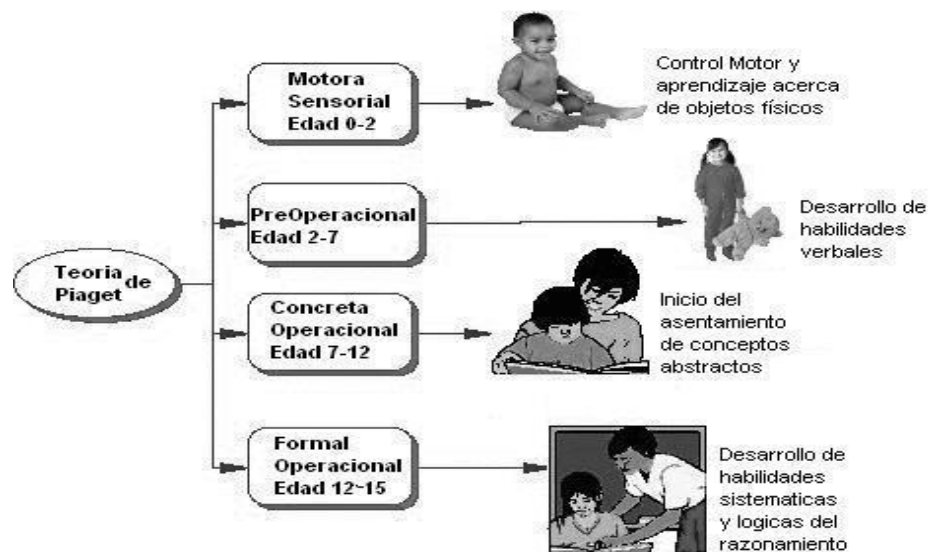 Motora
Sensorial
Edad 0-2
Control Motor y
aprendizaje acerca
de objetos físicos
PreOperacional
Edad 2-7
Desarrollo de
habilidades
verbales
Teoria de
Piaget
Concreta
Operacional
Edad 7-12
Inicio del
asentamiento
de conceptos
abstractos
Formal
Operacional
Edad 12-15
Desarrollo de
habilidades
sistematicas
y logicas del
razonamiento